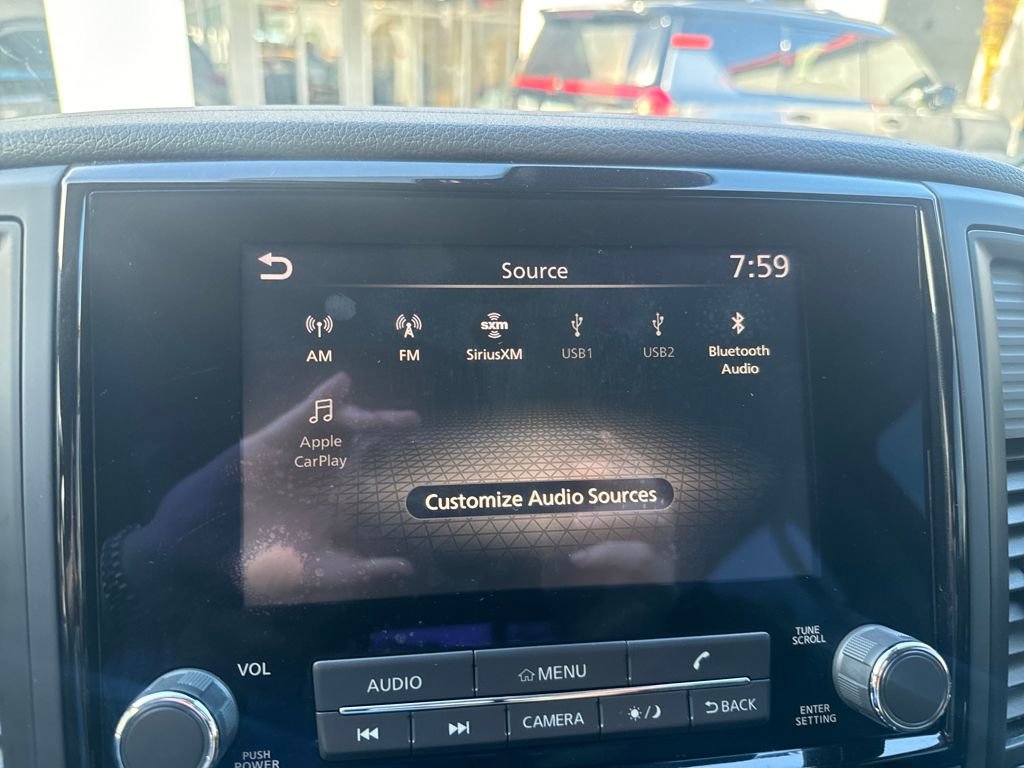 Source
7:59
AM
FM
sxm
SiriusXM
USB1
USB2
Bluetooth
Audio
Apple
CarPlay
Customize Audio Sources
VOL
PUSH
POWER
AUDIO
MENU
CAMERA
BACK
TUNE
SCROLL
ENTER
SETTING